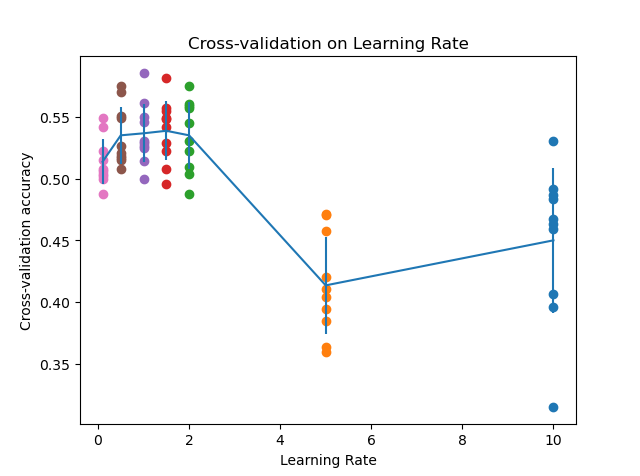 Cross-validation on Learning Rate
Cross-validation accuracy
0.55
0.50
0.45
0.40
0.35
0 2 4 6 8 10
Learning Rate